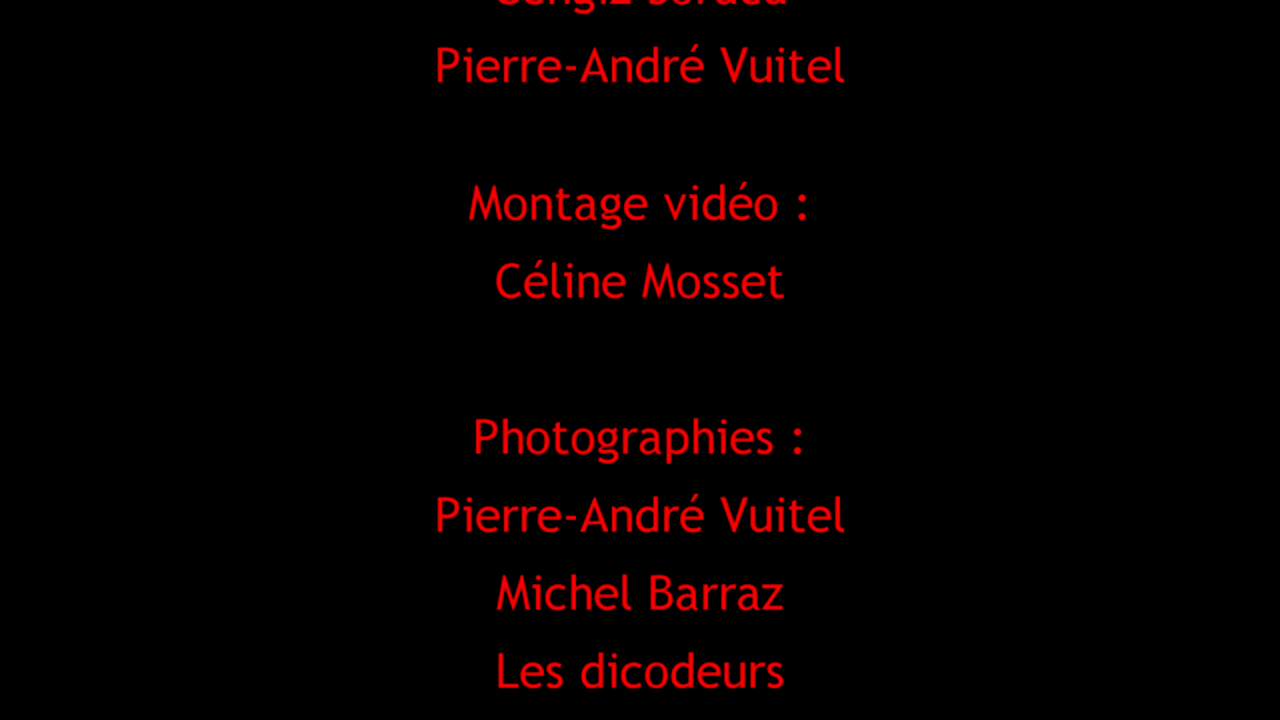 Pierre-André Vuitel
Montage vidéo :
Céline Mosset
Photographies :
Pierre-André Vuitel
Michel Barraz
Les dicodeurs